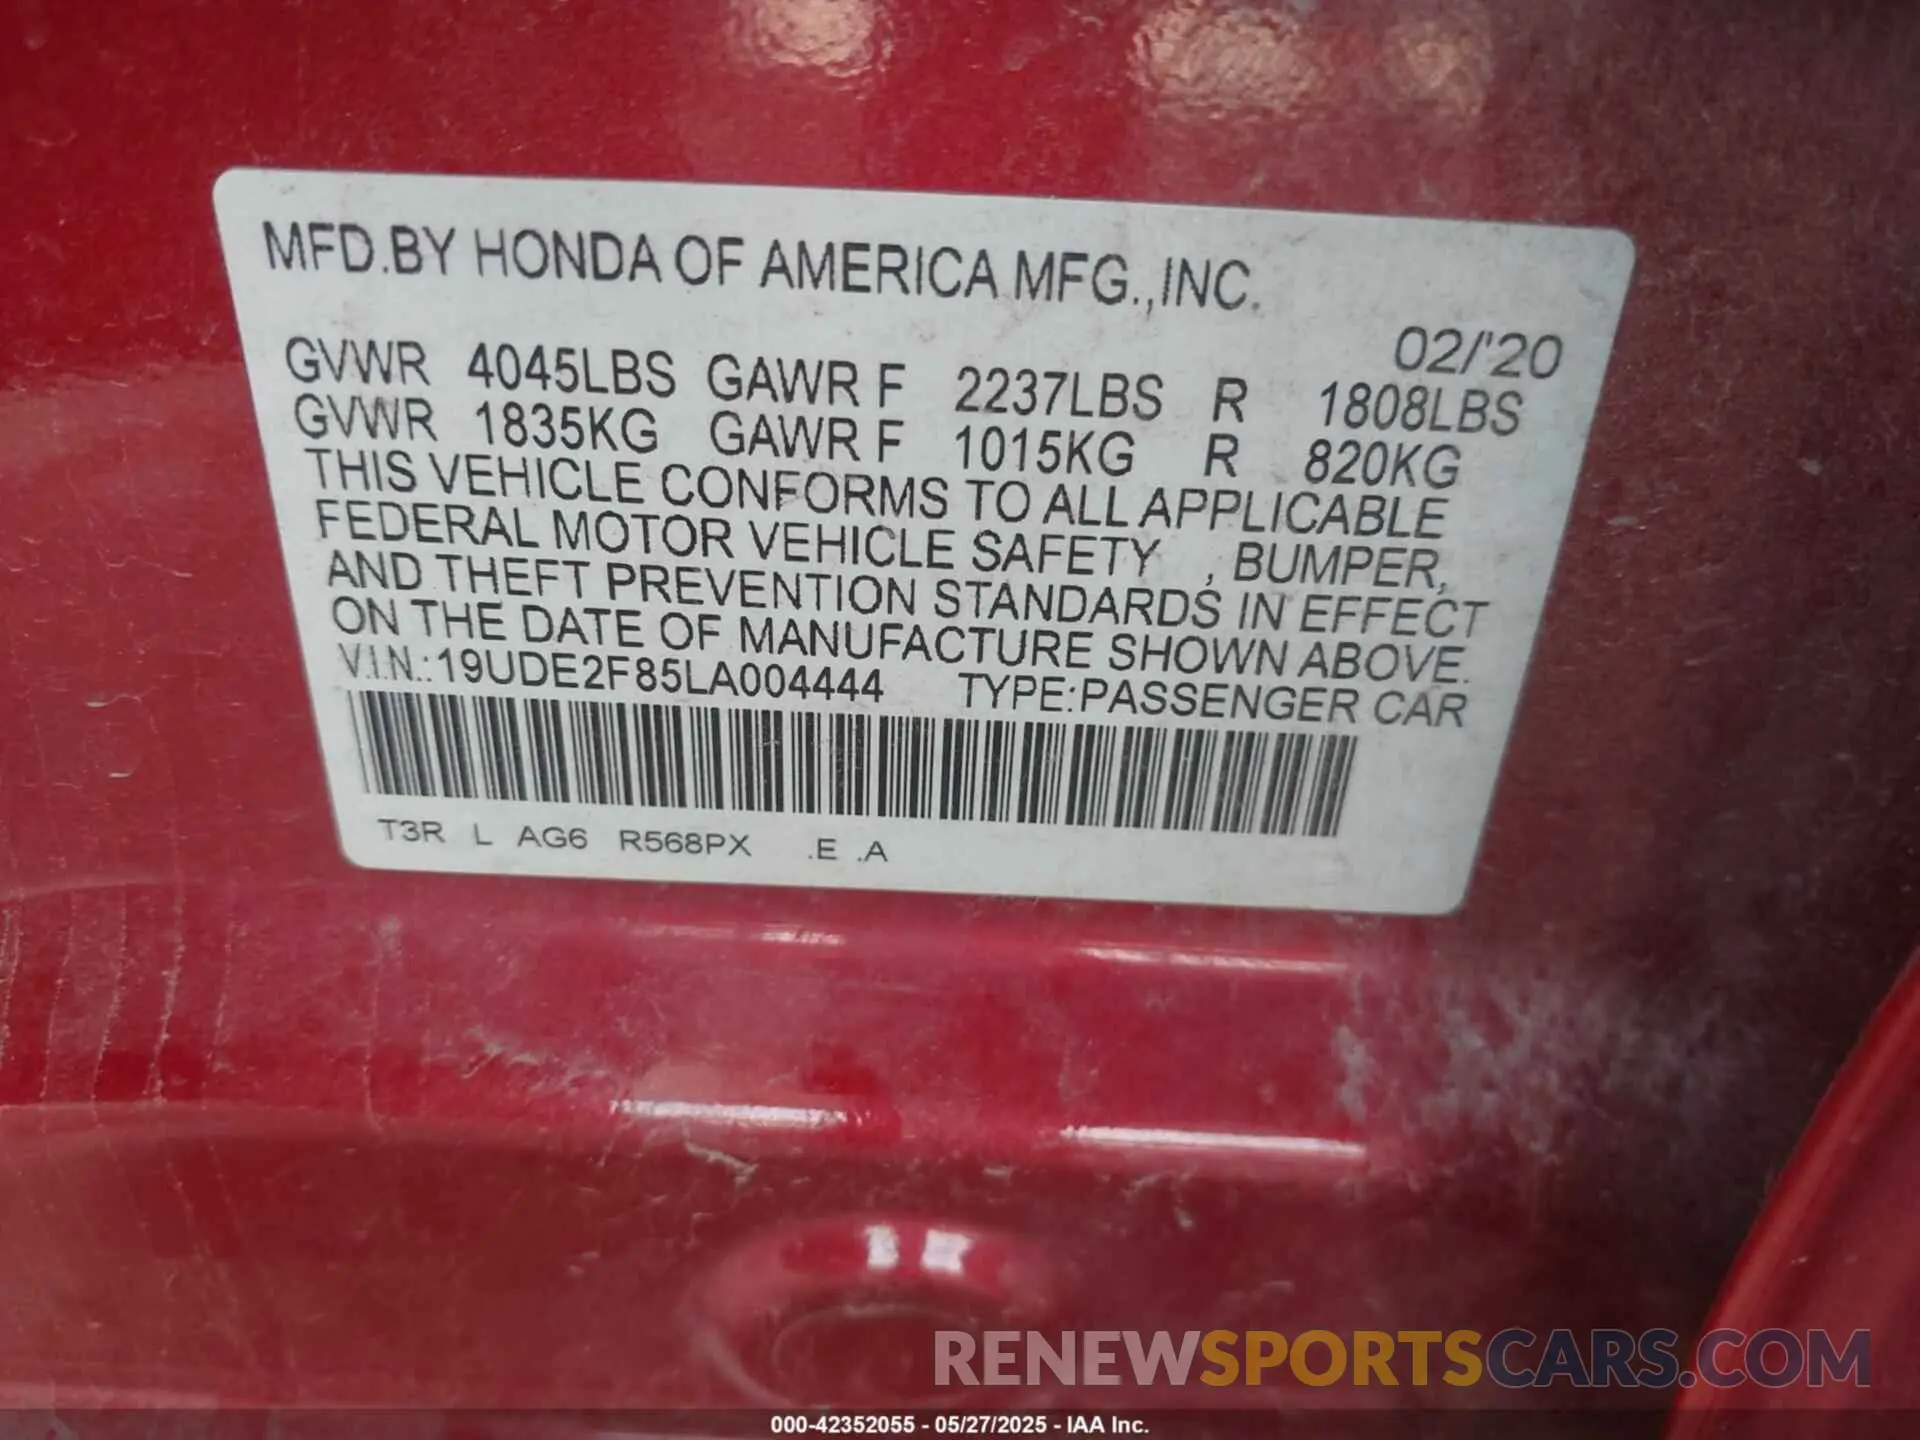 MFD.BY HONDA OF AMERICA MFG.,INC.
02/'20
GVWR 4045LBS GAWR F 2237LBS R 1808LBS
GVWR 1835KG GAWR F 1015KG R 820KG
THIS VEHICLE CONFORMS TO ALL APPLICABLE
FEDERAL MOTOR VEHICLE SAFETY , BUMPER,
AND THEFT PREVENTION STANDARDS IN EFFECT
ON THE DATE OF MANUFACTURE SHOWN ABOVE.
V.I.N.:19UDE2F85LA004444 TYPE:PASSENGER CAR
T3R L AG6 R568PX .E .A
RENEWSPORTSCARS.COM
000-42352055 - 05/27/2025 - IAA Inc.